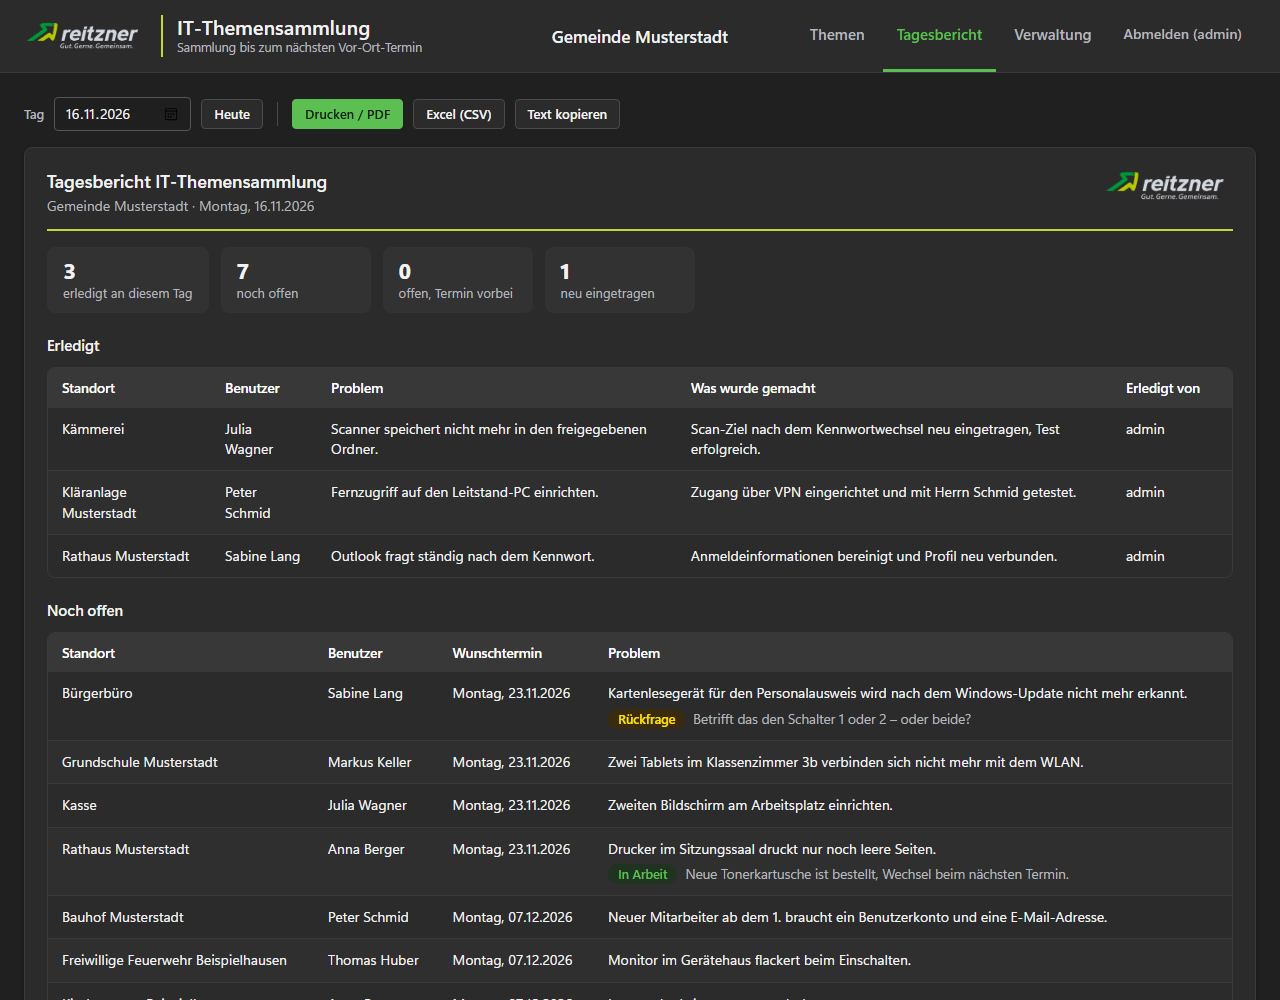 reitzner
Gut. Gerne. Gemeinsam.
IT-Themensammlung
Sammlung bis zum nächsten Vor-Ort-Termin
Gemeinde Musterstadt
Themen Tagesbericht Verwaltung Abmelden (admin)
Tag 16.11.2026 Heute Drucken / PDF Excel (CSV) Text kopieren
Tagesbericht IT-Themensammlung
Gemeinde Musterstadt · Montag, 16.11.2026
reitzner
Gut. Gerne. Gemeinsam.
3 7 0 1
erledigt an diesem Tag noch offen offen, Termin vorbei neu eingetragen
Erledigt
Standort Benutzer Problem Was wurde gemacht Erledigt von
Kämmerei Julia Scanner speichert nicht mehr in den freigegebenen Scan-Ziel nach dem Kennwortwechsel neu eingetragen, Test admin
Wagner Ordner. erfolgreich.
Kläranlage Peter Fernzugriff auf den Leitstand-PC einrichten. Zugang über VPN eingerichtet und mit Herrn Schmid getestet. admin
Musterstadt Schmid
Rathaus Musterstadt Sabine Lang Outlook fragt ständig nach dem Kennwort. Anmeldeinformationen bereinigt und Profil neu verbunden. admin
Noch offen
Standort Benutzer Wunschtermin Problem
Bürgerbüro Sabine Lang Montag, 23.11.2026 Kartenlesegerät für den Personalausweis wird nach dem Windows-Update nicht mehr erkannt.
Rückfrage Betrifft das den Schalter 1 oder 2 – oder beide?
Grundschule Musterstadt Markus Keller Montag, 23.11.2026 Zwei Tablets im Klassenzimmer 3b verbinden sich nicht mehr mit dem WLAN.
Kasse Julia Wagner Montag, 23.11.2026 Zweiten Bildschirm am Arbeitsplatz einrichten.
Rathaus Musterstadt Anna Berger Montag, 23.11.2026 Drucker im Sitzungssaal druckt nur noch leere Seiten.
In Arbeit Neue Tonerkartusche ist bestellt, Wechsel beim nächsten Termin.
Bauhof Musterstadt Peter Schmid Montag, 07.12.2026 Neuer Mitarbeiter ab dem 1. braucht ein Benutzerkonto und eine E-Mail-Adresse.
Freiwillige Feuerwehr Beispielhausen Thomas Huber Montag, 07.12.2026 Monitor im Gerätehaus flackert beim Einschalten.